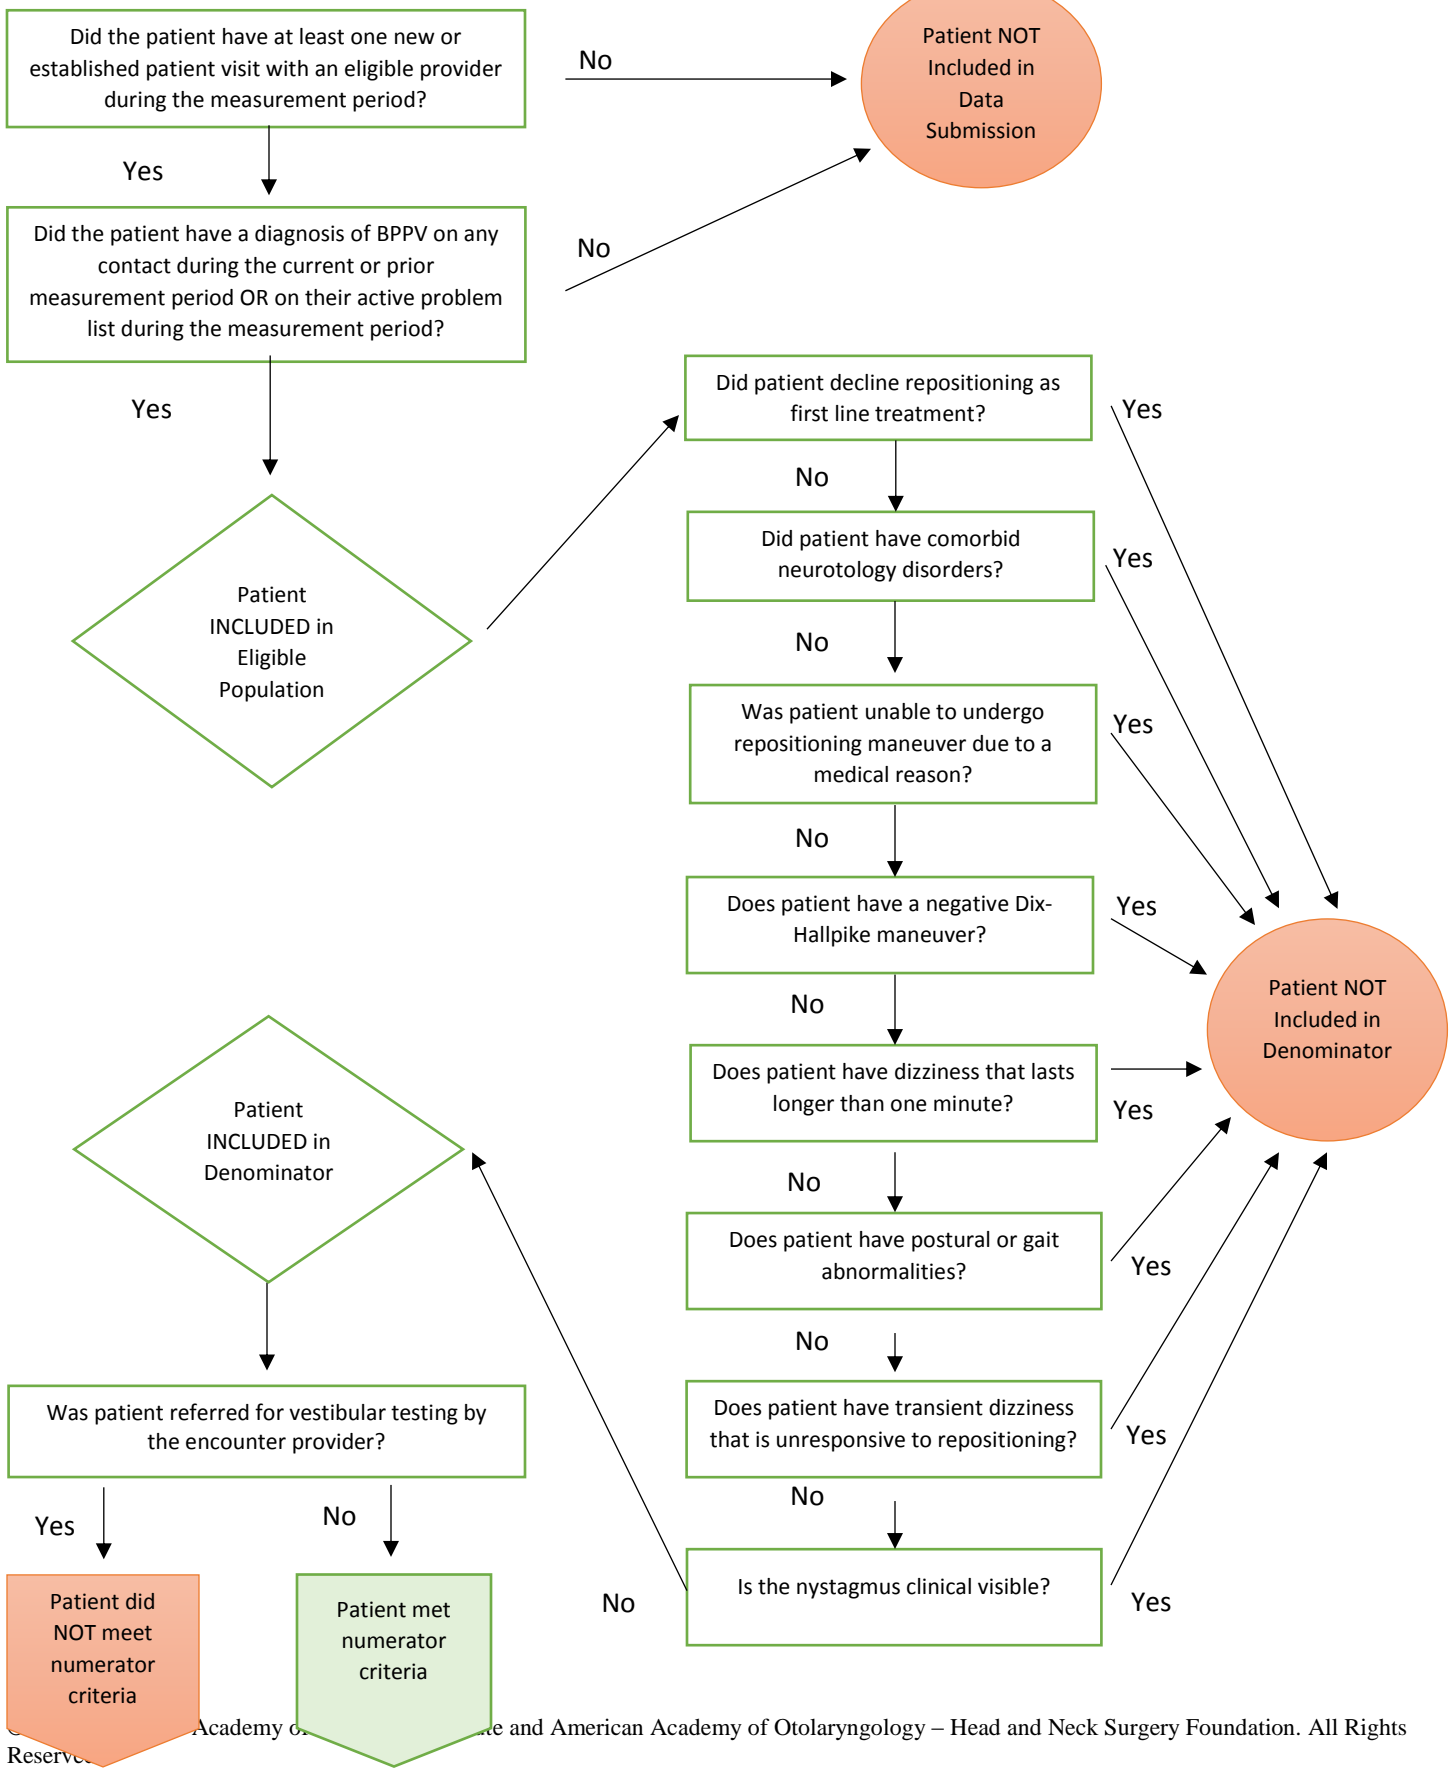 Did the patient have at least one new or
established patient visit with an eligible provider
during the measurement period?
No
Patient NOT
Included in
Data
Submission
Yes
Did the patient have a diagnosis of BPPV on any
contact during the current or prior
measurement period OR on their active problem
list during the measurement period?
No
Yes
Patient
INCLUDED in
Eligible
Population
Did patient decline repositioning as
first line treatment?
Yes
No
Did patient have comorbid
neurotology disorders?
Yes
No
Was patient unable to undergo
repositioning maneuver due to a
medical reason?
Yes
No
Does patient have a negative Dix-
Hallpike maneuver?
Yes
No
Does patient have dizziness that lasts
longer than one minute?
Yes
No
Does patient have postural or gait
abnormalities?
Yes
No
Does patient have transient dizziness
that is unresponsive to repositioning?
Yes
No
Is the nystagmus clinical visible?
Yes
No
Patient NOT
Included in
Denominator
Patient
INCLUDED in
Denominator
Was patient referred for vestibular testing by
the encounter provider?
Yes
No
Patient did
NOT meet
numerator
criteria
Patient met
numerator
criteria
Academy and American Academy of Otolaryngology – Head and Neck Surgery Foundation. All Rights